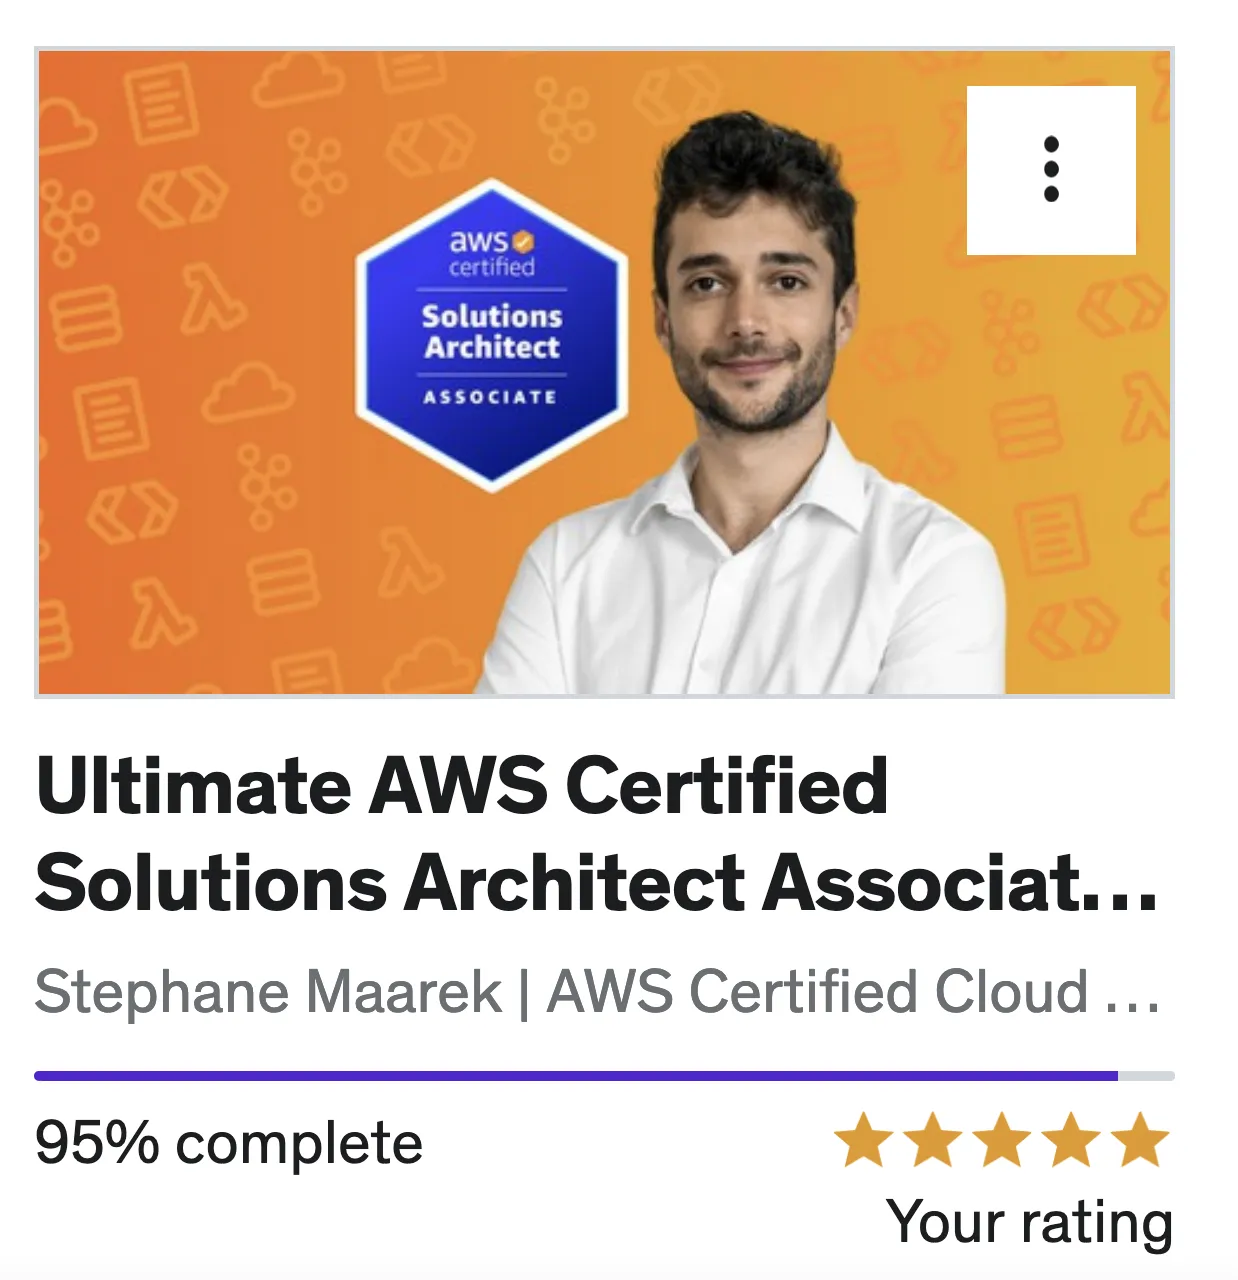 aws
certified
Solutions
Architect
ASSOCIATE
Ultimate AWS Certified
Solutions Architect Associat...
Stephane Maarek | AWS Certified Cloud ...
95% complete
Your rating